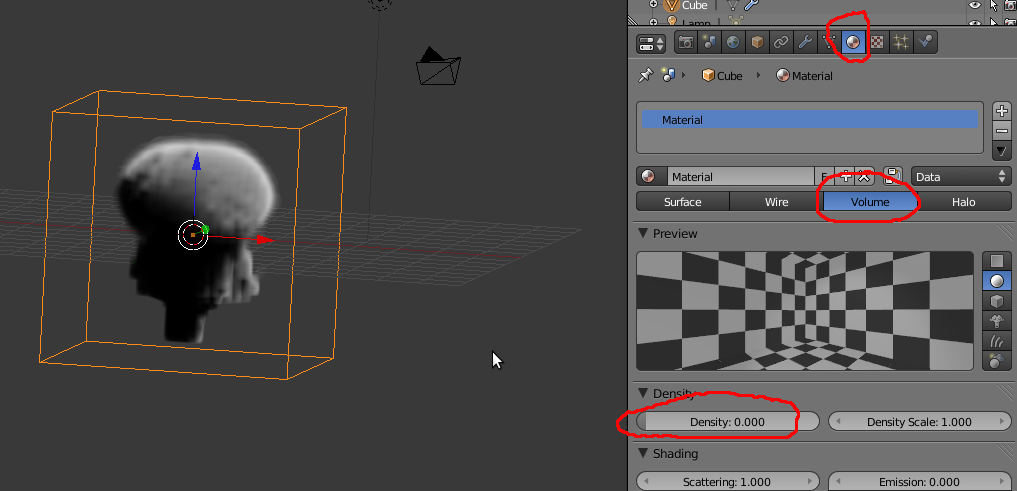 Cube
Lamp
Cube
Material
Material
Material
F
Data
Surface
Wire
Volume
Halo
Preview
Density
Density: 0.000
Density Scale: 1.000
Shading
Scattering: 1.000
Emission: 0.000